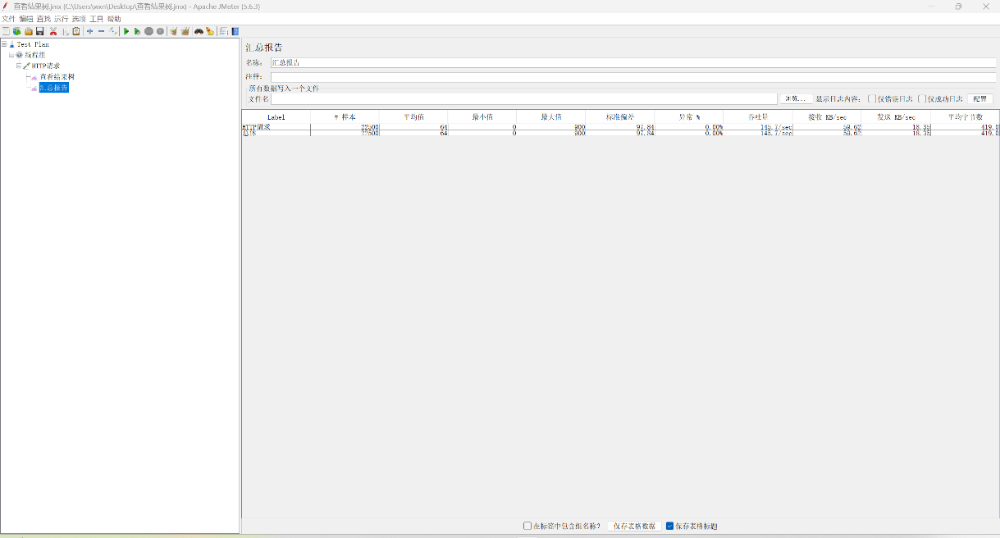 查看结果树.jmx (C:\Users\wxn\Desktop\查看结果树.jmx) - Apache JMeter (5.6.3)
文件 编辑 查找 运行 选项 工具 帮助
Test Plan
线程组
HTTP请求
查看结果树
汇总报告
汇总报告
名称: 汇总报告
注释:
所有数据写入一个文件
文件名 浏览... 显示日志内容: 仅错误日志 仅成功日志 配置
Label # 样本 平均值 最小值 最大值 标准偏差 异常 % 吞吐量 接收 KB/sec 发送 KB/sec 平均字节数
HTTP请求 22500 64 0 900 97.84 0.00% 145.7/sec 59.62 18.35 419.0
总体 22500 64 0 900 97.84 0.00% 145.7/sec 59.62 18.35 419.0
在标签中包含组名称? 保存表格数据 保存表格标题